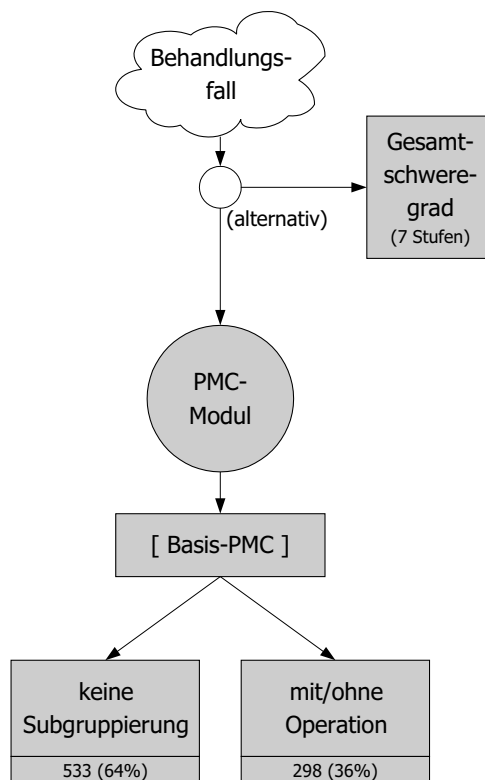 Behandlungs-
fall
Gesamt-
schwere-
grad
(7 Stufen)
(alternativ)
PMC-
Modul
[ Basis-PMC ]
keine
Subgruppierung
533 (64%)
mit/ohne
Operation
298 (36%)